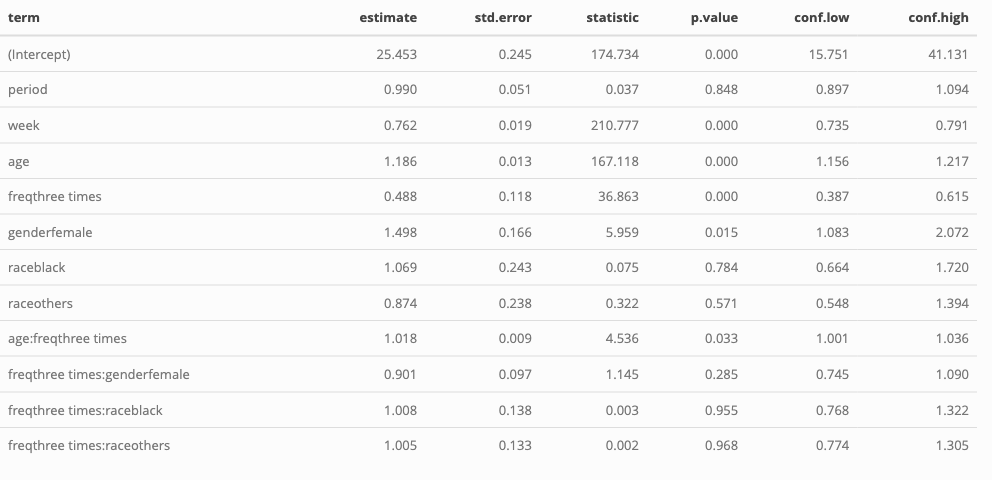 term estimate std.error statistic p.value conf.low conf.high
(Intercept) 25.453 0.245 174.734 0.000 15.751 41.131
period 0.990 0.051 0.037 0.848 0.897 1.094
week 0.762 0.019 210.777 0.000 0.735 0.791
age 1.186 0.013 167.118 0.000 1.156 1.217
freqthree times 0.488 0.118 36.863 0.000 0.387 0.615
genderfemale 1.498 0.166 5.959 0.015 1.083 2.072
raceblack 1.069 0.243 0.075 0.784 0.664 1.720
raceothers 0.874 0.238 0.322 0.571 0.548 1.394
age:freqthree times 1.018 0.009 4.536 0.033 1.001 1.036
freqthree times:genderfemale 0.901 0.097 1.145 0.285 0.745 1.090
freqthree times:raceblack 1.008 0.138 0.003 0.955 0.768 1.322
freqthree times:raceothers 1.005 0.133 0.002 0.968 0.774 1.305